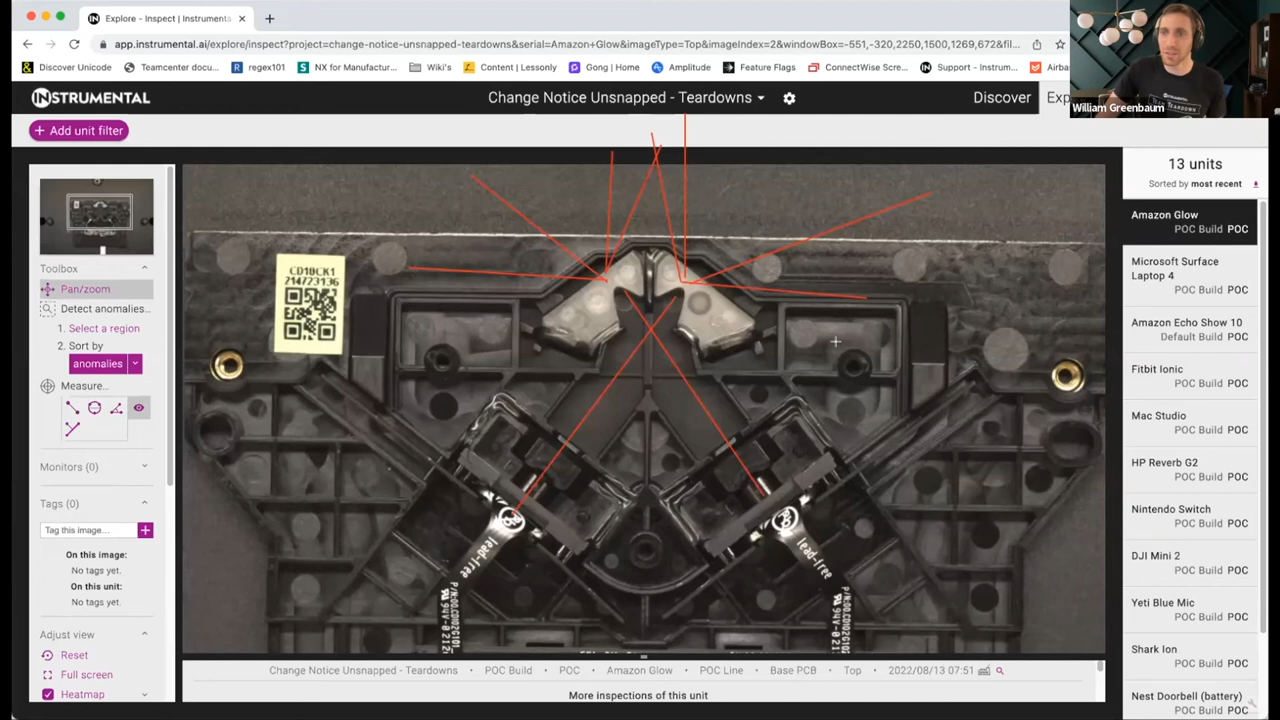 Explore - Inspect | Instrumenta
app.instrumental.ai/explore/inspect?project=change-notice-unsnapped-teardowns&serial=Amazon+Glow&imageType=Top&imageIndex=2&windowBox=-551,-320,2250,1500,1269,672&fil...
Discover Unicode
Teamcenter docu...
regex101
NX for Manufactur...
Wiki's
Content | Lessonly
Gong | Home
Amplitude
Feature Flags
ConnectWise Scre...
Support - Instrum...
Airba
William Greenbaum
INSTRUMENTAL
Change Notice Unsnapped - Teardowns
Discover
Exp
+ Add unit filter
13 units
Sorted by most recent
Toolbox
Pan/zoom
Detect anomalies..
1. Select a region
2. Sort by
anomalies
Measure...
Monitors (0)
Tags (0)
Tag this image...
On this image:
No tags yet.
On this unit:
No tags yet.
Adjust view
Reset
Full screen
Heatmap
CD10CK1
214723136
lead-free
lead-free
94V-0
Amazon Glow
POC Build POC
Microsoft Surface
Laptop 4
POC Build POC
Amazon Echo Show 10
Default Build POC
Fitbit Ionic
POC Build POC
Mac Studio
POC Build POC
HP Reverb G2
POC Build POC
Nintendo Switch
POC Build POC
DJI Mini 2
POC Build POC
Yeti Blue Mic
POC Build POC
Shark Ion
POC Build POC
Nest Doorbell (battery)
POC Build POC
Change Notice Unsnapped - Teardowns • POC Build • POC • Amazon Glow • POC Line • Base PCB • Top • 2022/08/13 07:51
More inspections of this unit